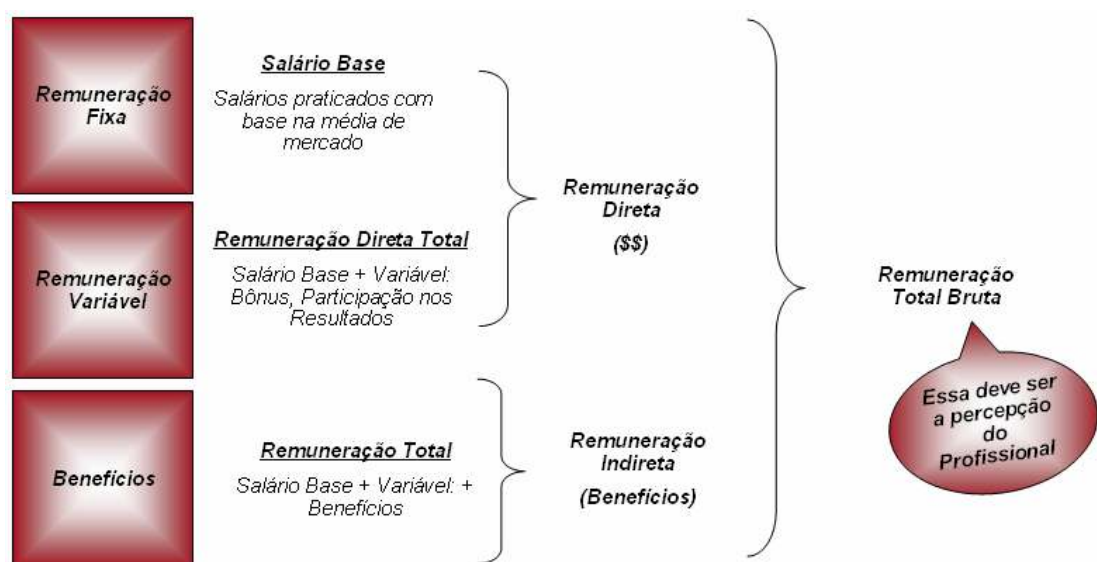 Remuneração
Fixa
Salário Base
Salários praticados com
base na média de
mercado
Remuneração
Variável
Remuneração Direta Total
Salário Base + Variável:
Bônus, Participação nos
Resultados
Remuneração
Direta
($$)
Benefícios
Remuneração Total
Salário Base + Variável: +
Benefícios
Remuneração
Indireta
(Benefícios)
Remuneração
Total Bruta
Essa deve ser
a percepção
do
Profissional